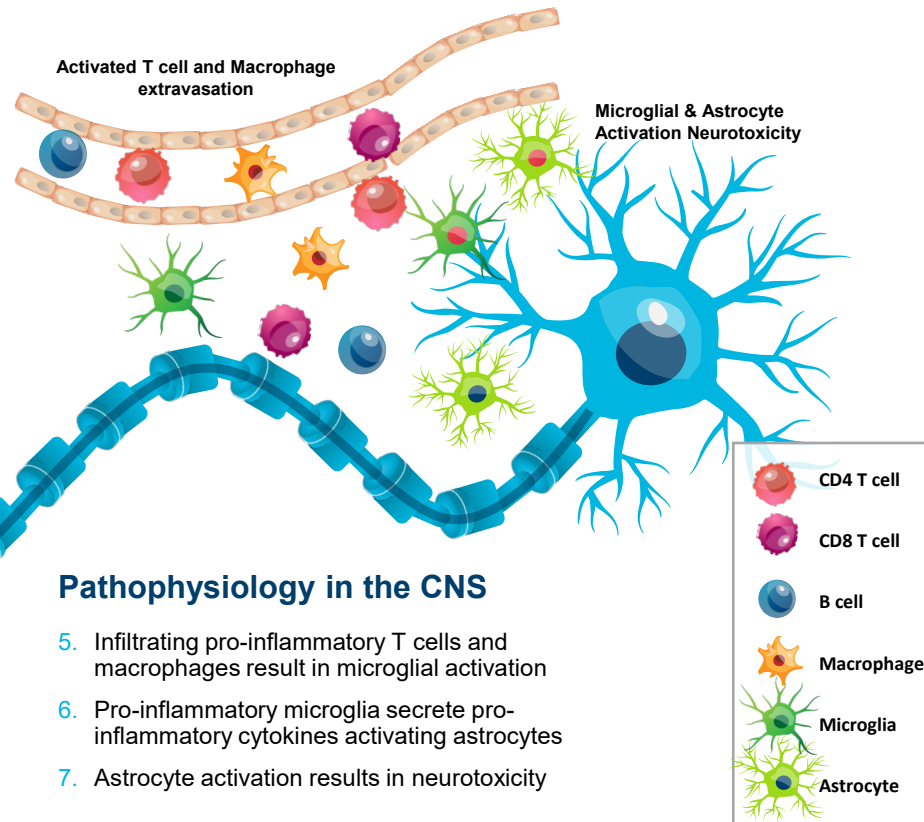 Activated T cell and Macrophage
extravasation
Microglial & Astrocyte
Activation Neurotoxicity
CD4 T cell
CD8 T cell
B cell
Macrophage
Microglia
Astrocyte
Pathophysiology in the CNS
5. Infiltrating pro-inflammatory T cells and
macrophages result in microglial activation
6. Pro-inflammatory microglia secrete pro-
inflammatory cytokines activating astrocytes
7. Astrocyte activation results in neurotoxicity